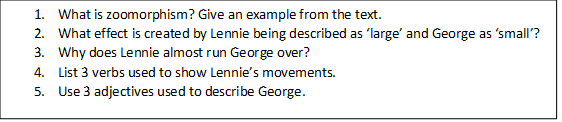 1. What is zoomorphism? Give an example from the text.
2. What effect is created by Lennie being described as ‘large’ and George as ‘small’?
3. Why does Lennie almost run George over?
4. List 3 verbs used to show Lennie’s movements.
5. Use 3 adjectives used to describe George.